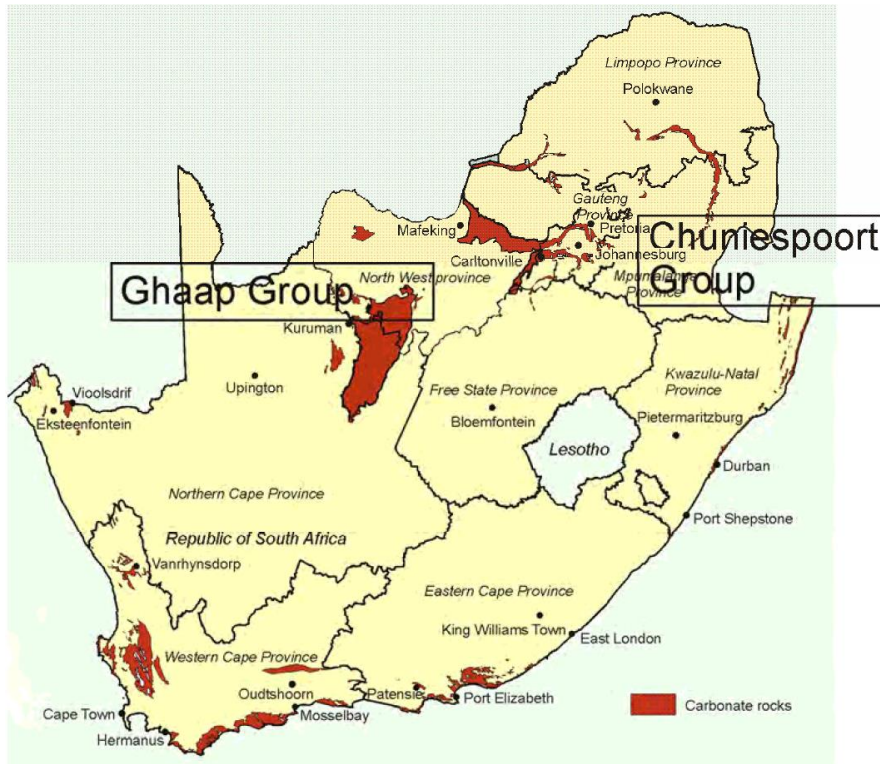 Limpopo Province
Polokwane
Gauteng
Province
Pretoria
Mafeking
Chuniespoort
Group
Carltonville
Johannesburg
North West province
Mpumalanga
Province
Ghaap Group
Kuruman
Kwazulu-Natal
Province
Vioolsdrif
Upington
Free State Province
Eksteenfontein
Bloemfontein
Pietermaritzburg
Lesotho
Durban
Northern Cape Province
Port Shepstone
Republic of South Africa
Vanrhynsdorp
Eastern Cape Province
King Williams Town
East London
Western Cape Province
Oudtshoorn
Patensie
Port Elizabeth
Carbonate rocks
Cape Town
Mosselbay
Hermanus